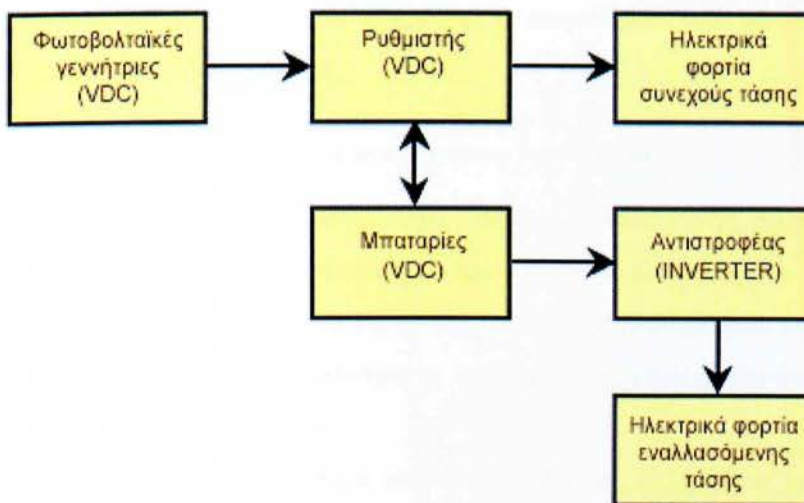 Φωτοβολταϊκές
γεννήτριες
(VDC)
Ρυθμιστής
(VDC)
Ηλεκτρικά
φορτία
συνεχούς τάσης
Μπαταρίες
(VDC)
Αντιστροφέας
(INVERTER)
Ηλεκτρικά φορτία
εναλλασόμενης
τάσης